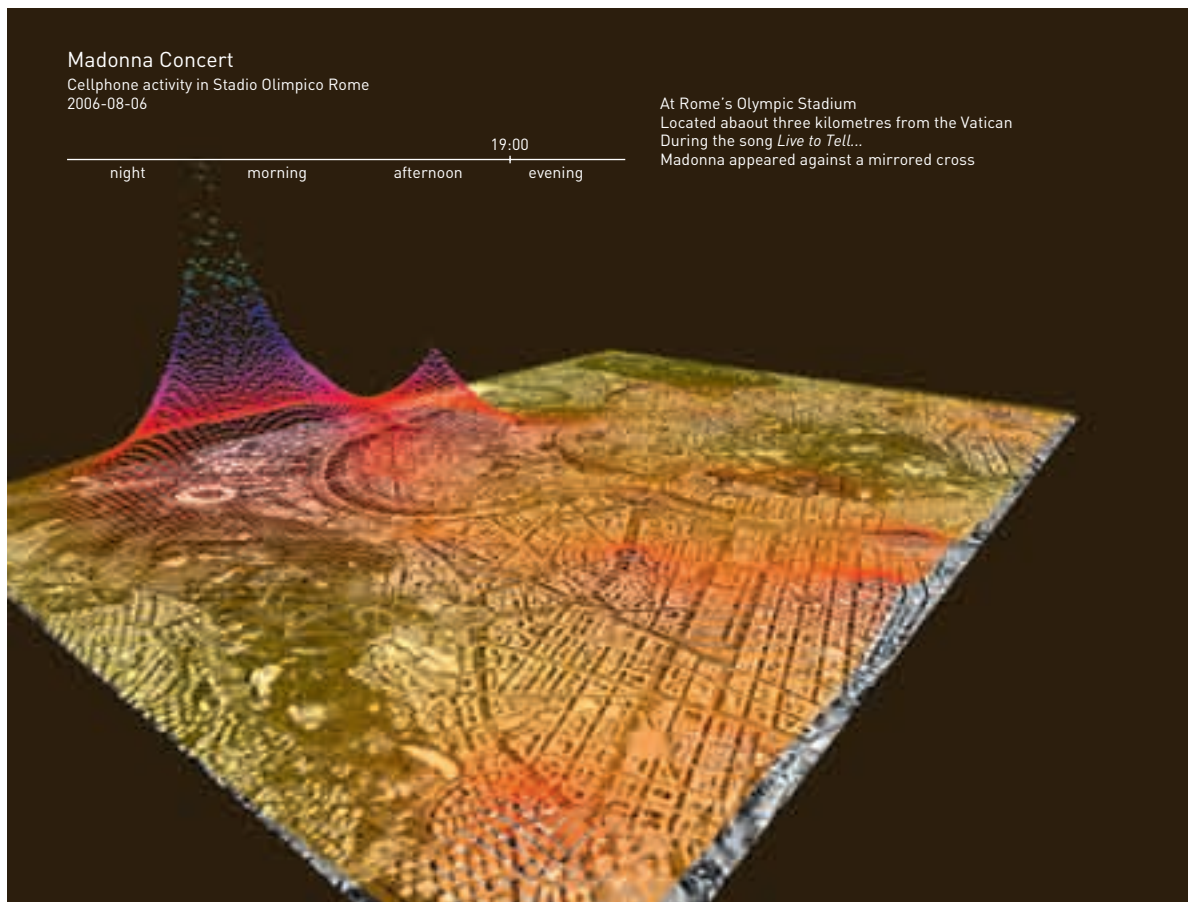 Madonna Concert
Cellphone activity in Stadio Olimpico Rome
2006-08-06
19:00
night morning afternoon evening
At Rome's Olympic Stadium
Located abaout three kilometres from the Vatican
During the song Live to Tell...
Madonna appeared against a mirrored cross